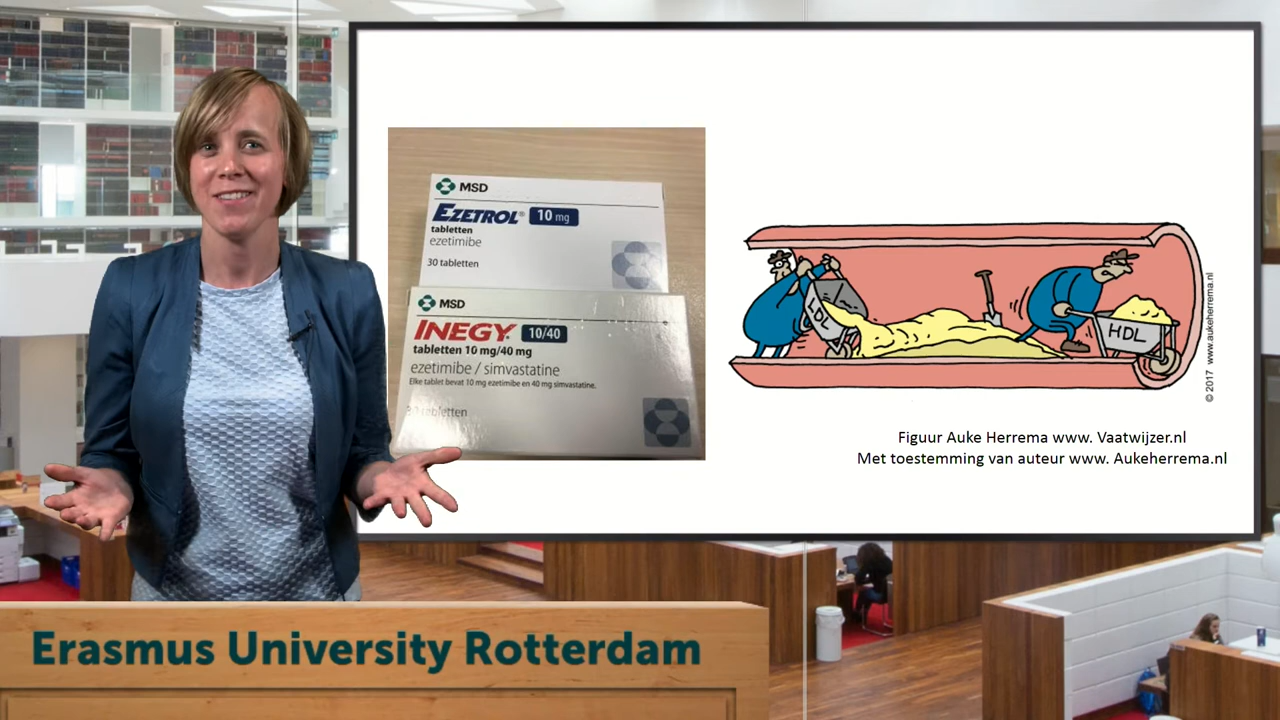 MSD
EZETROL® 10 mg
tabletten
ezetimibe
30 tabletten
MSD
INEGY® 10/40
tabletten 10 mg/40 mg
ezetimibe / simvastatine
Elke tablet bevat 10 mg ezetimibe en 40 mg simvastatine.
30 tabletten
LDL
HDL
© 2017 www.aukeherrema.nl
Figuur Auke Herrema www. Vaatwijzer.nl
Met toestemming van auteur www. Aukeherrema.nl
Erasmus University Rotterdam